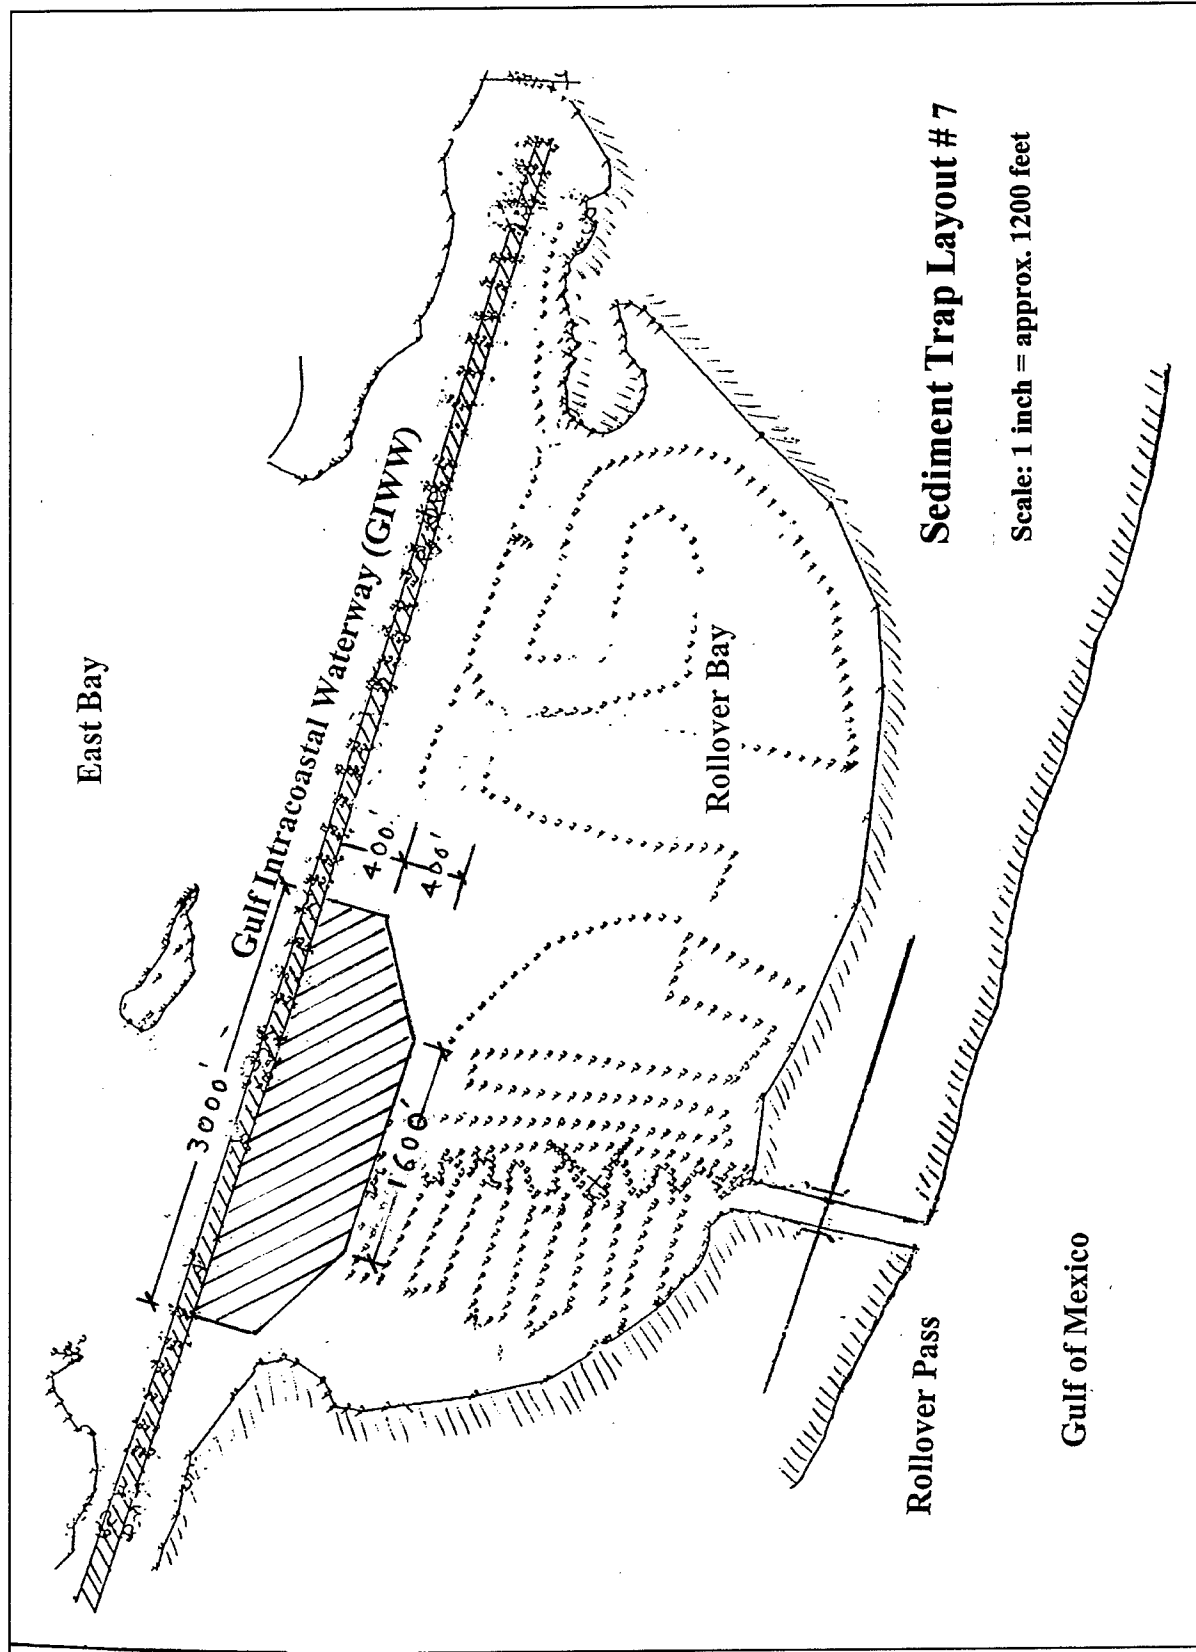 East Bay
Gulf Intracoastal Waterway (GIWW)
3000'
400'
400'
1600'
Rollover Bay
Rollover Pass
Gulf of Mexico
Sediment Trap Layout # 7
Scale: 1 inch = approx. 1200 feet